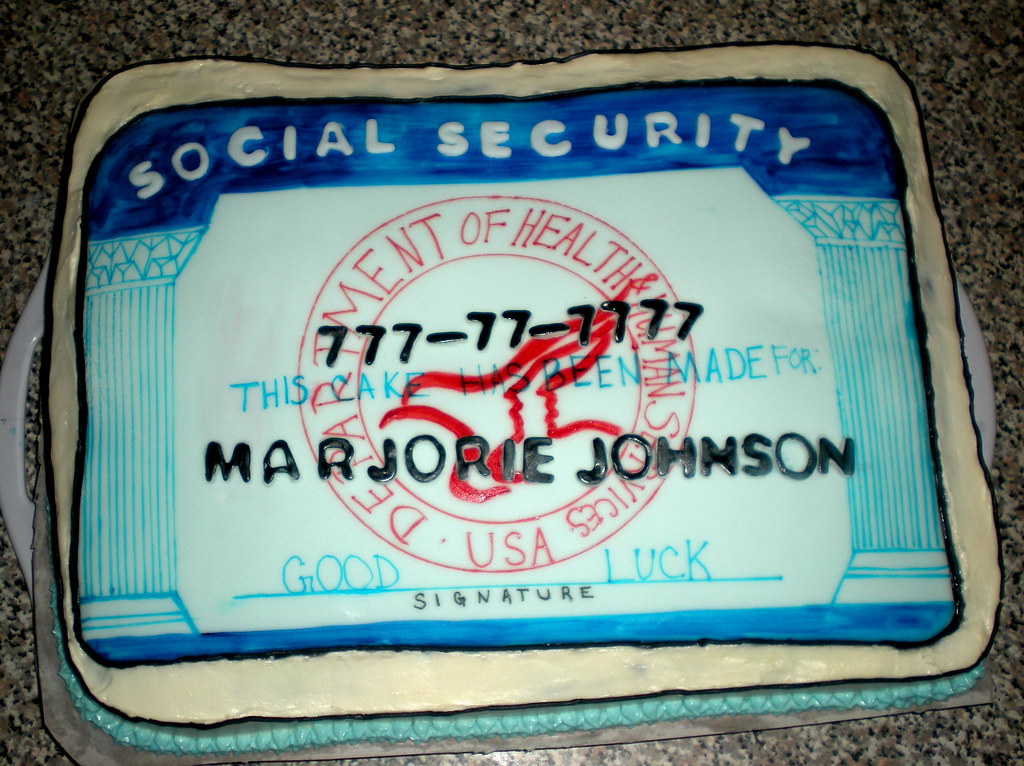 SOCIAL SECURITY
DEPARTMENT OF HEALTH & HUMAN SERVICES · USA
777-77-7777
THIS CAKE HAS BEEN MADE FOR:
MARJORIE JOHNSON
GOOD LUCK
SIGNATURE